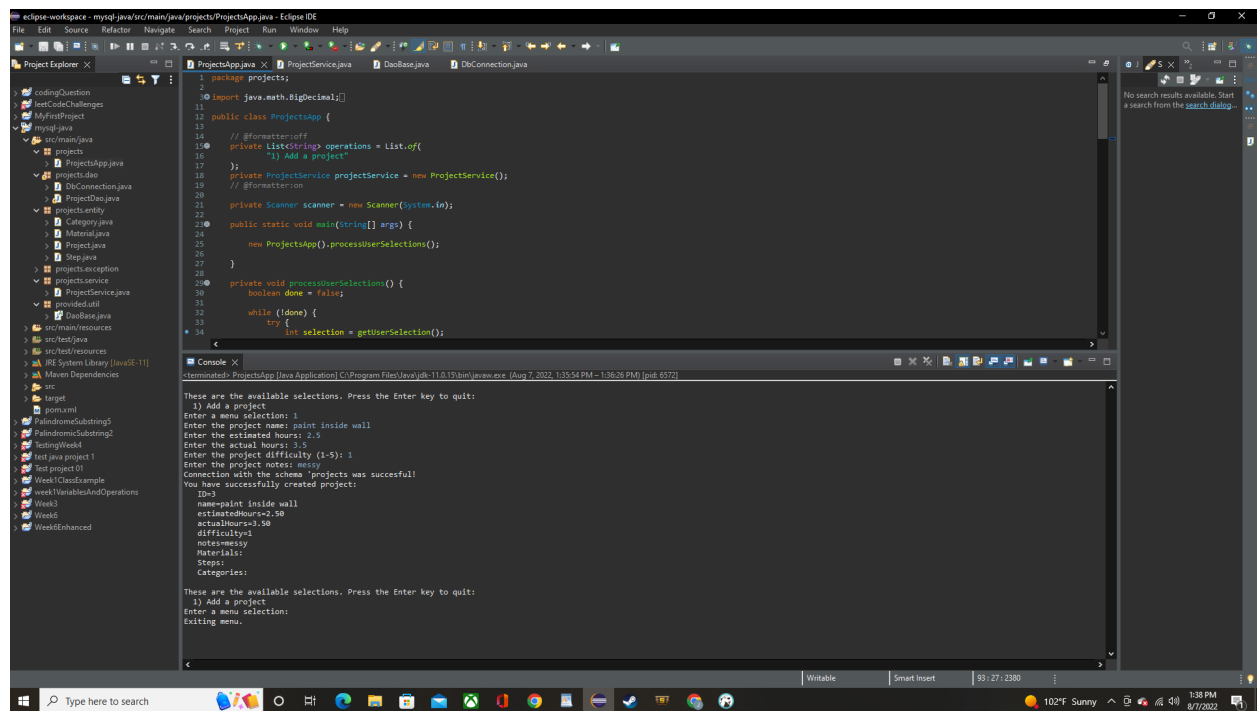 eclipse-workspace - mysql-java/src/main/java/projects/ProjectsApp.java - Eclipse IDE
File Edit Source Refactor Navigate Search Project Run Window Help
Project Explorer
codingQuestion
leetCodeChallenges
MyFirstProject
mysql-java
src/main/java
projects
ProjectsApp.java
projects.dao
DbConnection.java
ProjectDao.java
projects.entity
Category.java
Material.java
Project.java
Step.java
projects.exception
projects.service
ProjectService.java
provided.util
DaoBase.java
src/main/resources
src/test/java
src/test/resources
JRE System Library [JavaSE-11]
Maven Dependencies
src
target
pom.xml
PalindromeSubstring5
PalindromicSubstring2
TestingWeek4
test java project 1
Test project 01
Week1ClassExample
week1VariablesAndOperations
Week3
Week6
Week6Enhanced
ProjectsApp.java ProjectService.java DaoBase.java DbConnection.java
1 package projects;
2
3 import java.math.BigDecimal;
11
12 public class ProjectsApp {
13
14 // @formatter:off
15 private List<String> operations = List.of(
16 "1) Add a project"
17 );
18 private ProjectService projectService = new ProjectService();
19 // @formatter:on
20
21 private Scanner scanner = new Scanner(System.in);
22
23 public static void main(String[] args) {
24
25 new ProjectsApp().processUserSelections();
26
27 }
28
29 private void processUserSelections() {
30 boolean done = false;
31
32 while (!done) {
33 try {
34 int selection = getUserSelection();
Console
<terminated> ProjectsApp [Java Application] C:\Program Files\Java\jdk-11.0.15\bin\javaw.exe (Aug 7, 2022, 1:35:54 PM – 1:36:26 PM) [pid: 6572]
These are the available selections. Press the Enter key to quit:
1) Add a project
Enter a menu selection: 1
Enter the project name: paint inside wall
Enter the estimated hours: 2.5
Enter the actual hours: 3.5
Enter the project difficulty (1-5): 1
Enter the project notes: messy
Connection with the schema 'projects was succesful!
You have successfully created project:
ID=3
name=paint inside wall
estimatedHours=2.50
actualHours=3.50
difficulty=1
notes=messy
Materials:
Steps:
Categories:
These are the available selections. Press the Enter key to quit:
1) Add a project
Enter a menu selection:
Exiting menu.
J
S
No search results available. Start
a search from the search dialog...
Writable Smart Insert 93 : 27 : 2380
Type here to search
102°F Sunny
1:38 PM
8/7/2022